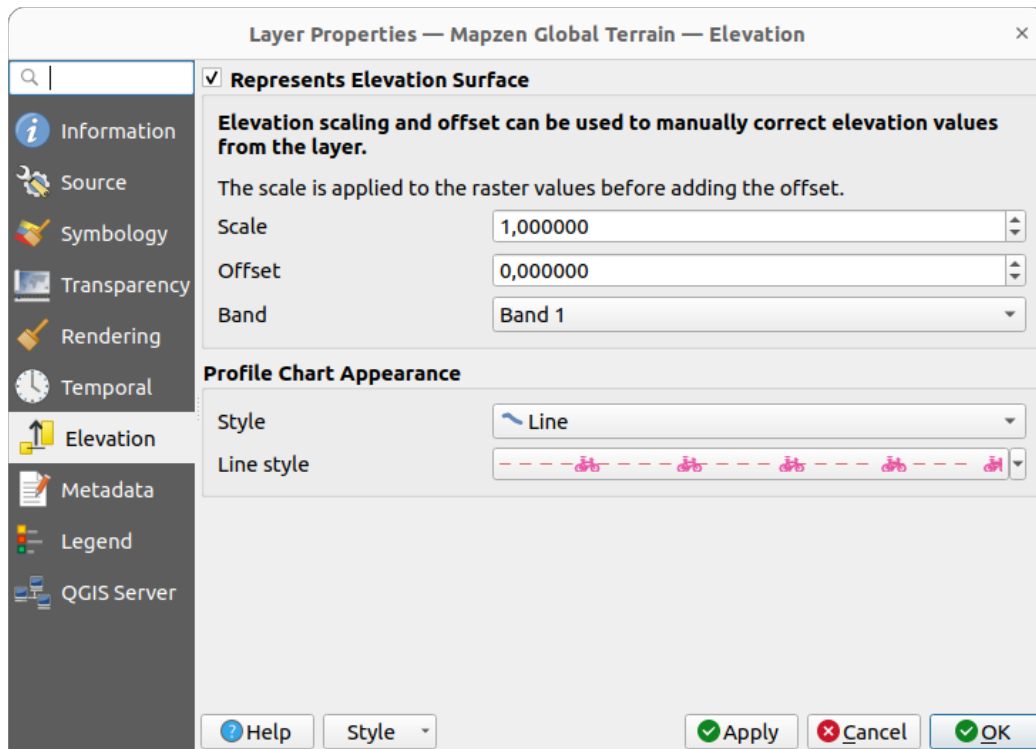 Layer Properties — Mapzen Global Terrain — Elevation
Represents Elevation Surface
Information
Elevation scaling and offset can be used to manually correct elevation values
from the layer.
Source
The scale is applied to the raster values before adding the offset.
Symbology
Scale
1,000000
Transparency
Offset
0,000000
Rendering
Band
Band 1
Temporal
Profile Chart Appearance
Elevation
Style
Line
Metadata
Line style
Legend
QGIS Server
Help
Style
Apply
Cancel
OK